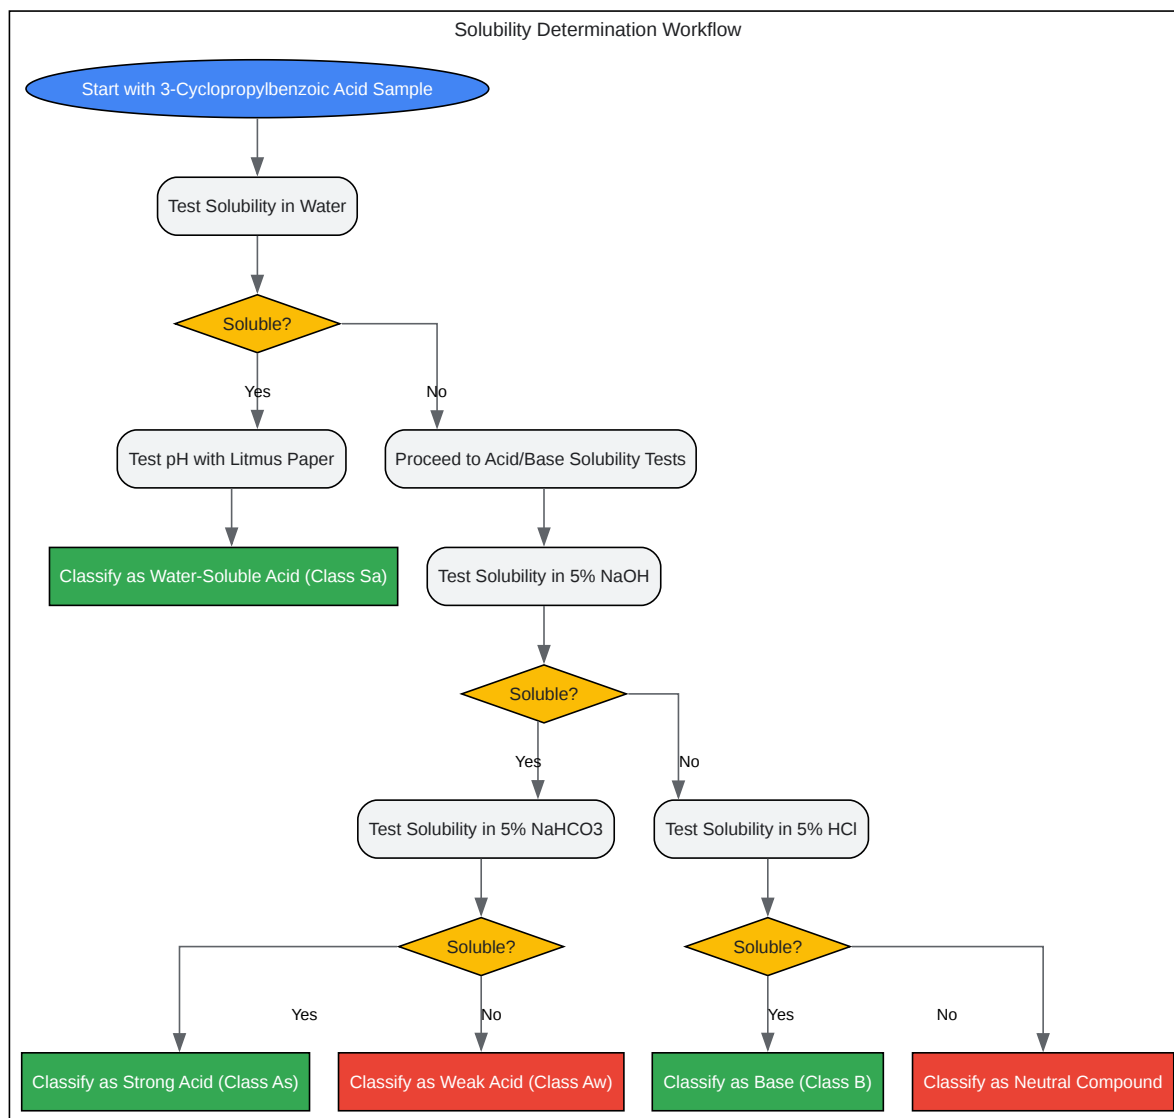 Solubility Determination Workflow
Start with 3-Cyclopropylbenzoic Acid Sample
Test Solubility in Water
Soluble?
Yes
No
Test pH with Litmus Paper
Proceed to Acid/Base Solubility Tests
Classify as Water-Soluble Acid (Class Sa)
Test Solubility in 5% NaOH
Soluble?
Yes
No
Test Solubility in 5% NaHCO3
Test Solubility in 5% HCl
Soluble?
Soluble?
Yes
No
Yes
No
Classify as Strong Acid (Class As)
Classify as Weak Acid (Class Aw)
Classify as Base (Class B)
Classify as Neutral Compound